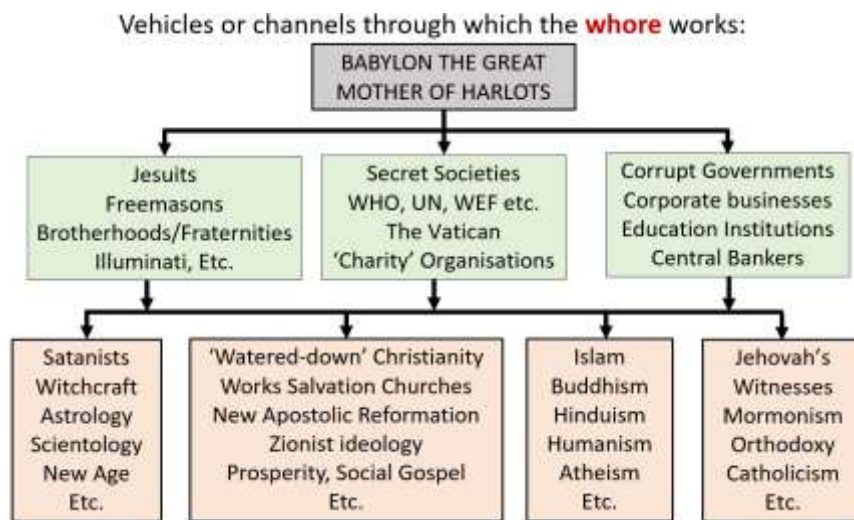 Vehicles or channels through which the whore works:
BABYLON THE GREAT
MOTHER OF HARLOTS
Jesuits
Freemasons
Brotherhoods/Fraternities
Illuminati, Etc.
Secret Societies
WHO, UN, WEF etc.
The Vatican
‘Charity’ Organisations
Corrupt Governments
Corporate businesses
Education Institutions
Central Bankers
Satanists
Witchcraft
Astrology
Scientology
New Age
Etc.
‘Watered-down’ Christianity
Works Salvation Churches
New Apostolic Reformation
Zionist ideology
Prosperity, Social Gospel
Etc.
Islam
Buddhism
Hinduism
Humanism
Atheism
Etc.
Jehovah’s
Witnesses
Mormonism
Orthodoxy
Catholicism
Etc.